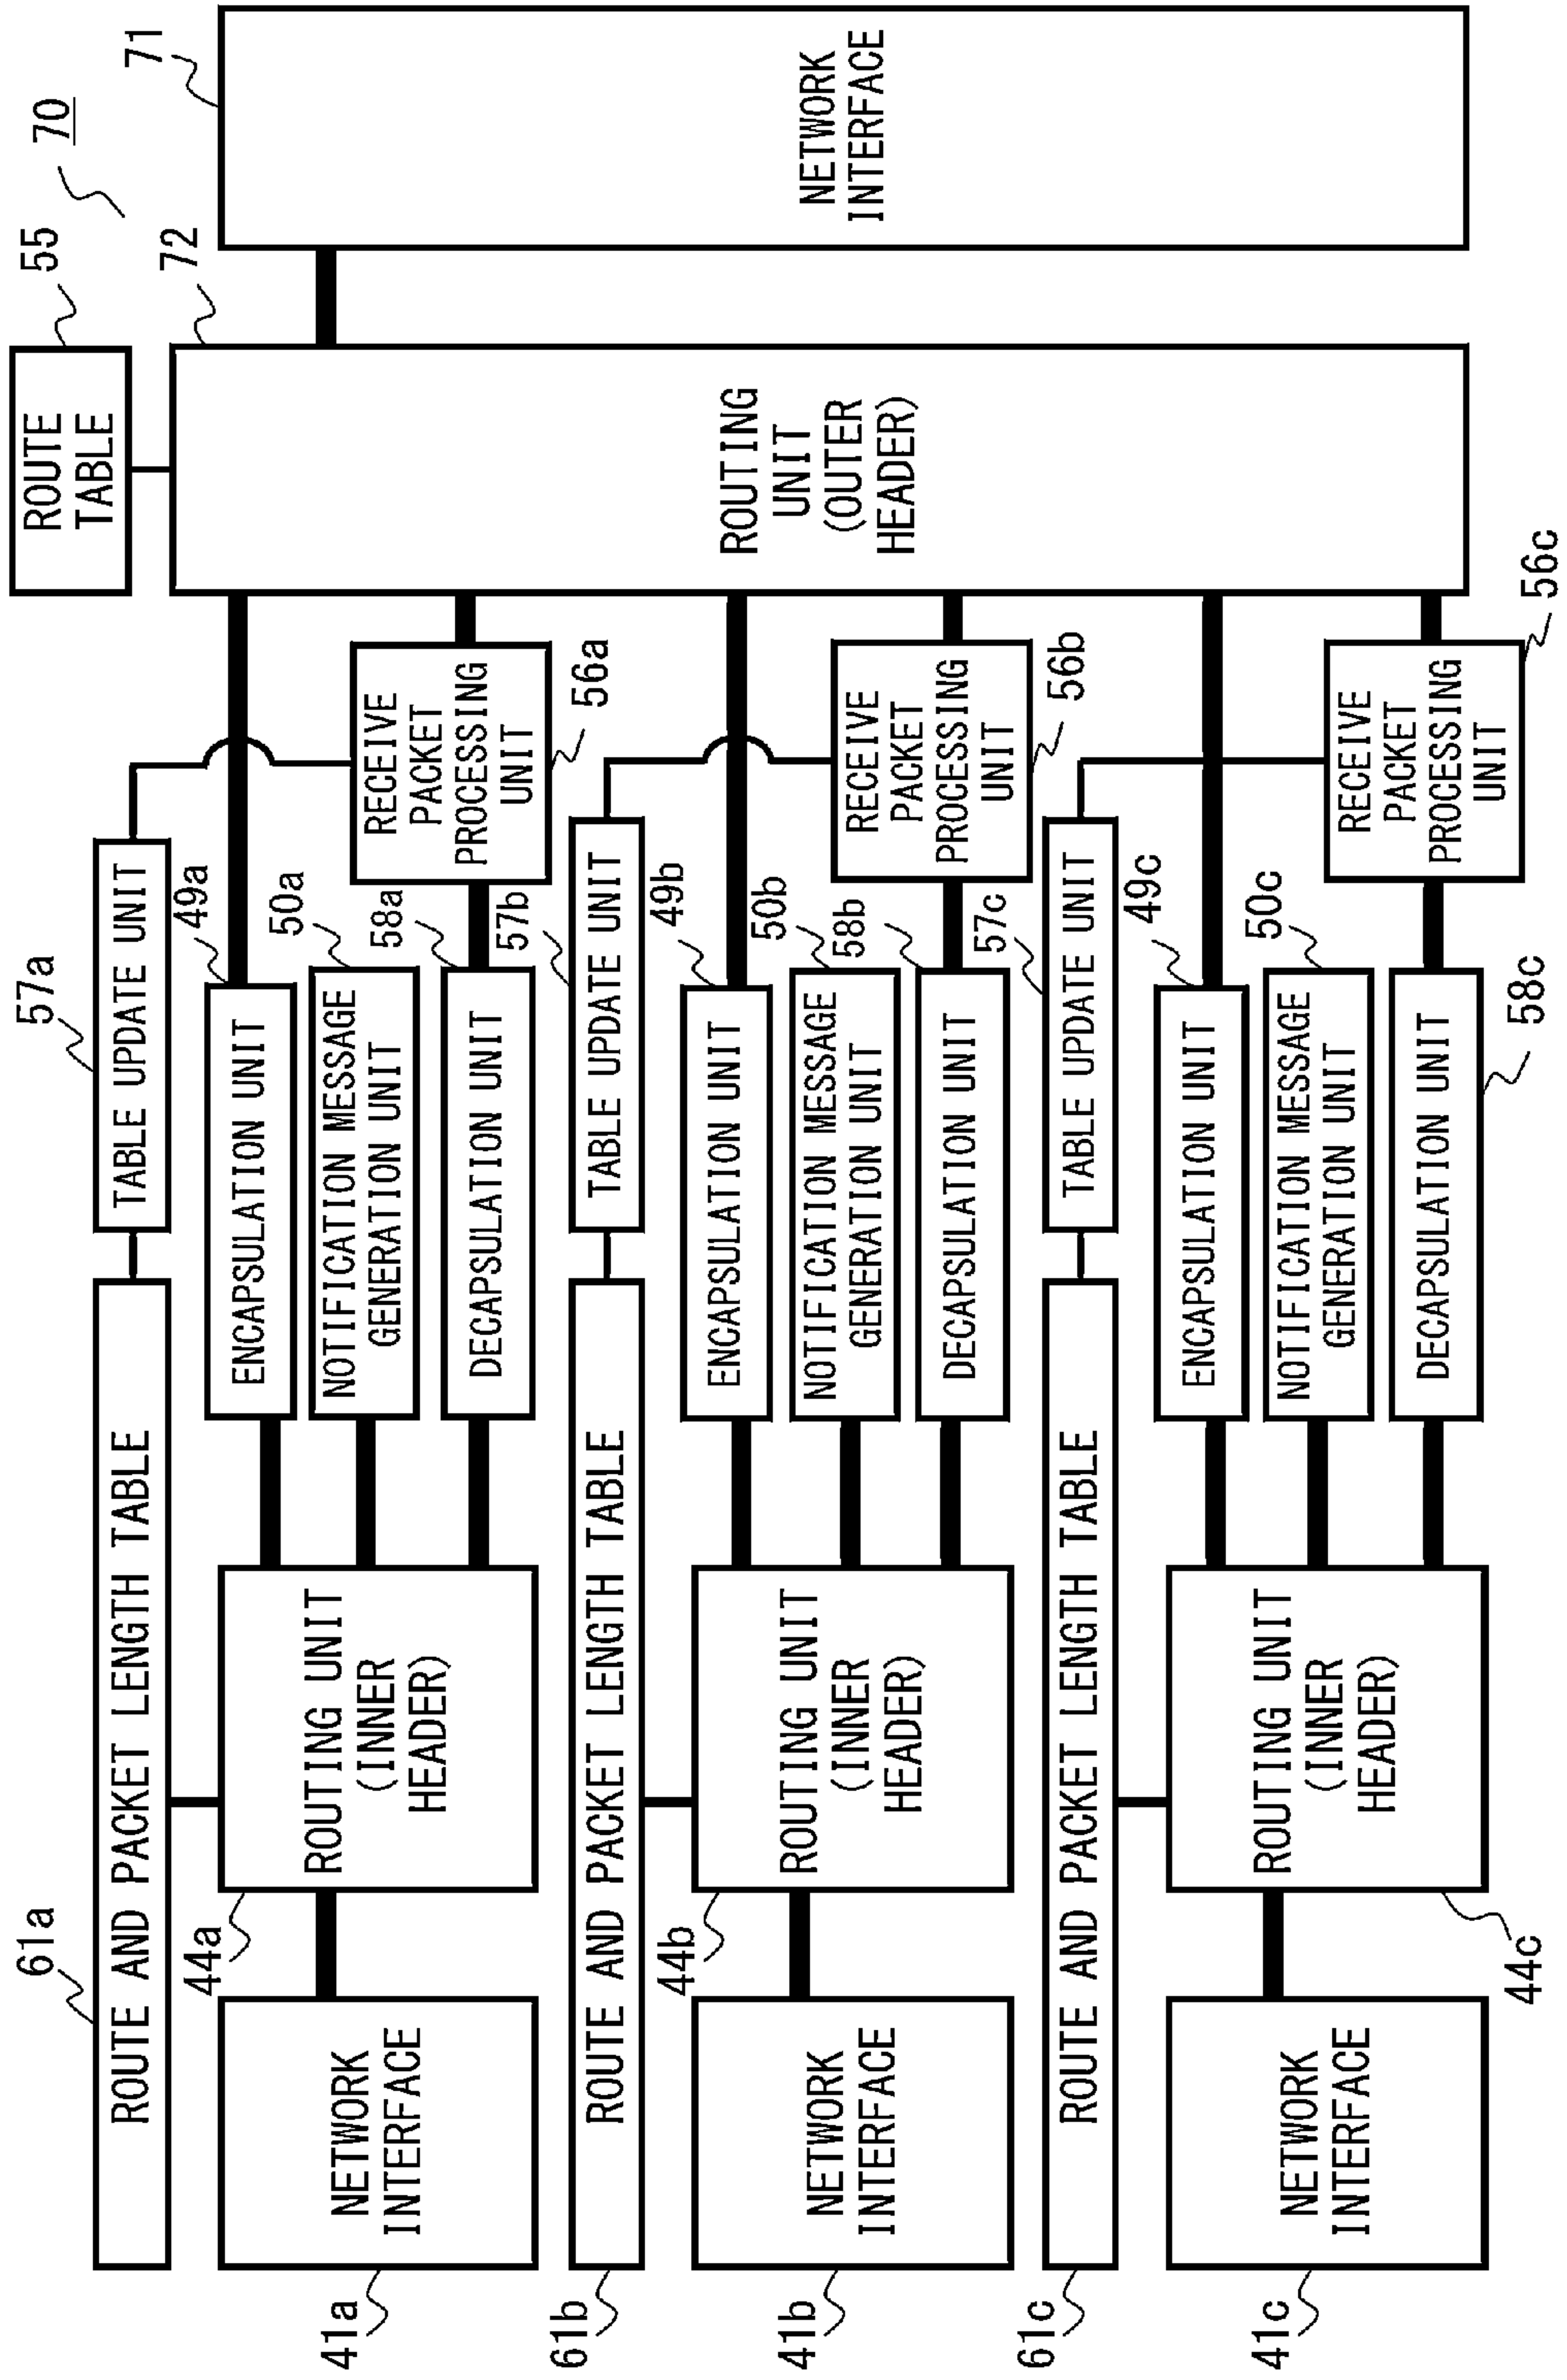 70
61a
ROUTE AND PACKET LENGTH TABLE
57a
TABLE UPDATE UNIT
55
ROUTE
TABLE
41a
NETWORK
INTERFACE
44a
ROUTING UNIT
(INNER
HEADER)
49a
ENCAPSULATION UNIT
50a
NOTIFICATION MESSAGE
GENERATION UNIT
58a
DECAPSULATION UNIT
RECEIVE
PACKET
PROCESSING
UNIT
56a
72
ROUTING
UNIT
(OUTER
HEADER)
71
NETWORK
INTERFACE
61b
ROUTE AND PACKET LENGTH TABLE
57b
TABLE UPDATE UNIT
41b
NETWORK
INTERFACE
44b
ROUTING UNIT
(INNER
HEADER)
49b
ENCAPSULATION UNIT
50b
NOTIFICATION MESSAGE
GENERATION UNIT
58b
DECAPSULATION UNIT
RECEIVE
PACKET
PROCESSING
UNIT
56b
61c
ROUTE AND PACKET LENGTH TABLE
57c
TABLE UPDATE UNIT
41c
NETWORK
INTERFACE
44c
ROUTING UNIT
(INNER
HEADER)
49c
ENCAPSULATION UNIT
50c
NOTIFICATION MESSAGE
GENERATION UNIT
58c
DECAPSULATION UNIT
RECEIVE
PACKET
PROCESSING
UNIT
56c